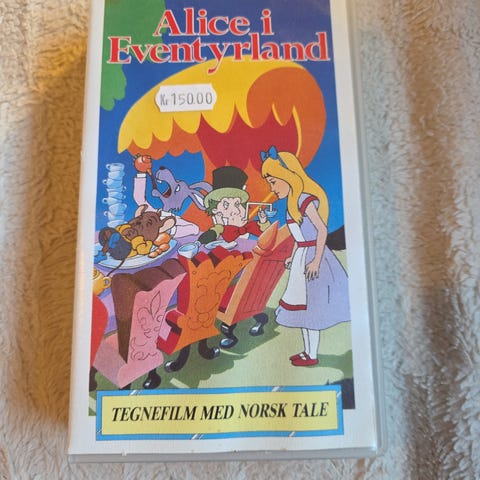 Alice i
Eventyrland
Kr 150.00
TEGNEFILM MED NORSK TALE